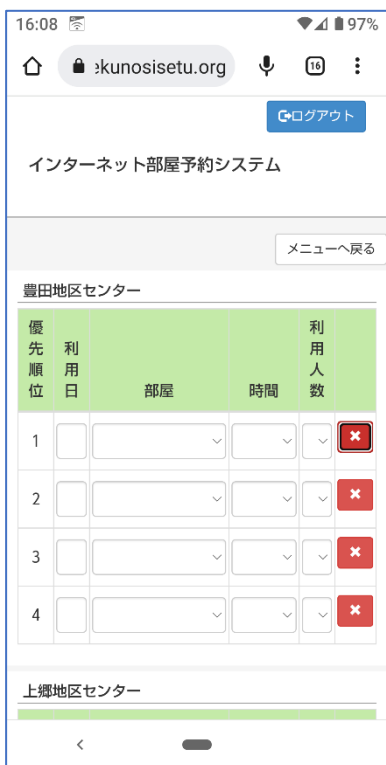 16:08 97%
ekunosisetu.org 16
ログアウト
インターネット部屋予約システム
メニューへ戻る
豊田地区センター
優先順位 利用日 部屋 時間 利用人数
1
2
3
4
上郷地区センター